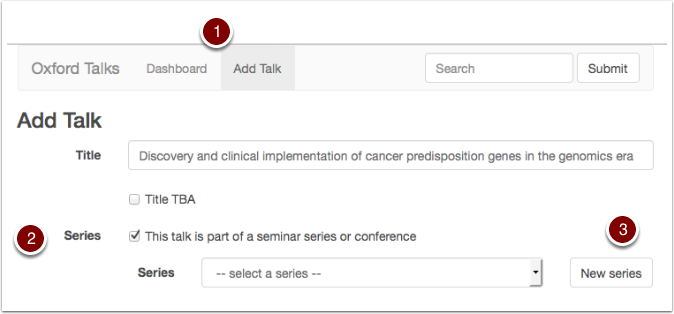 1
Oxford Talks Dashboard Add Talk Search Submit
Add Talk
Title Discovery and clinical implementation of cancer predisposition genes in the genomics era
Title TBA
2 Series This talk is part of a seminar series or conference 3
Series -- select a series -- New series